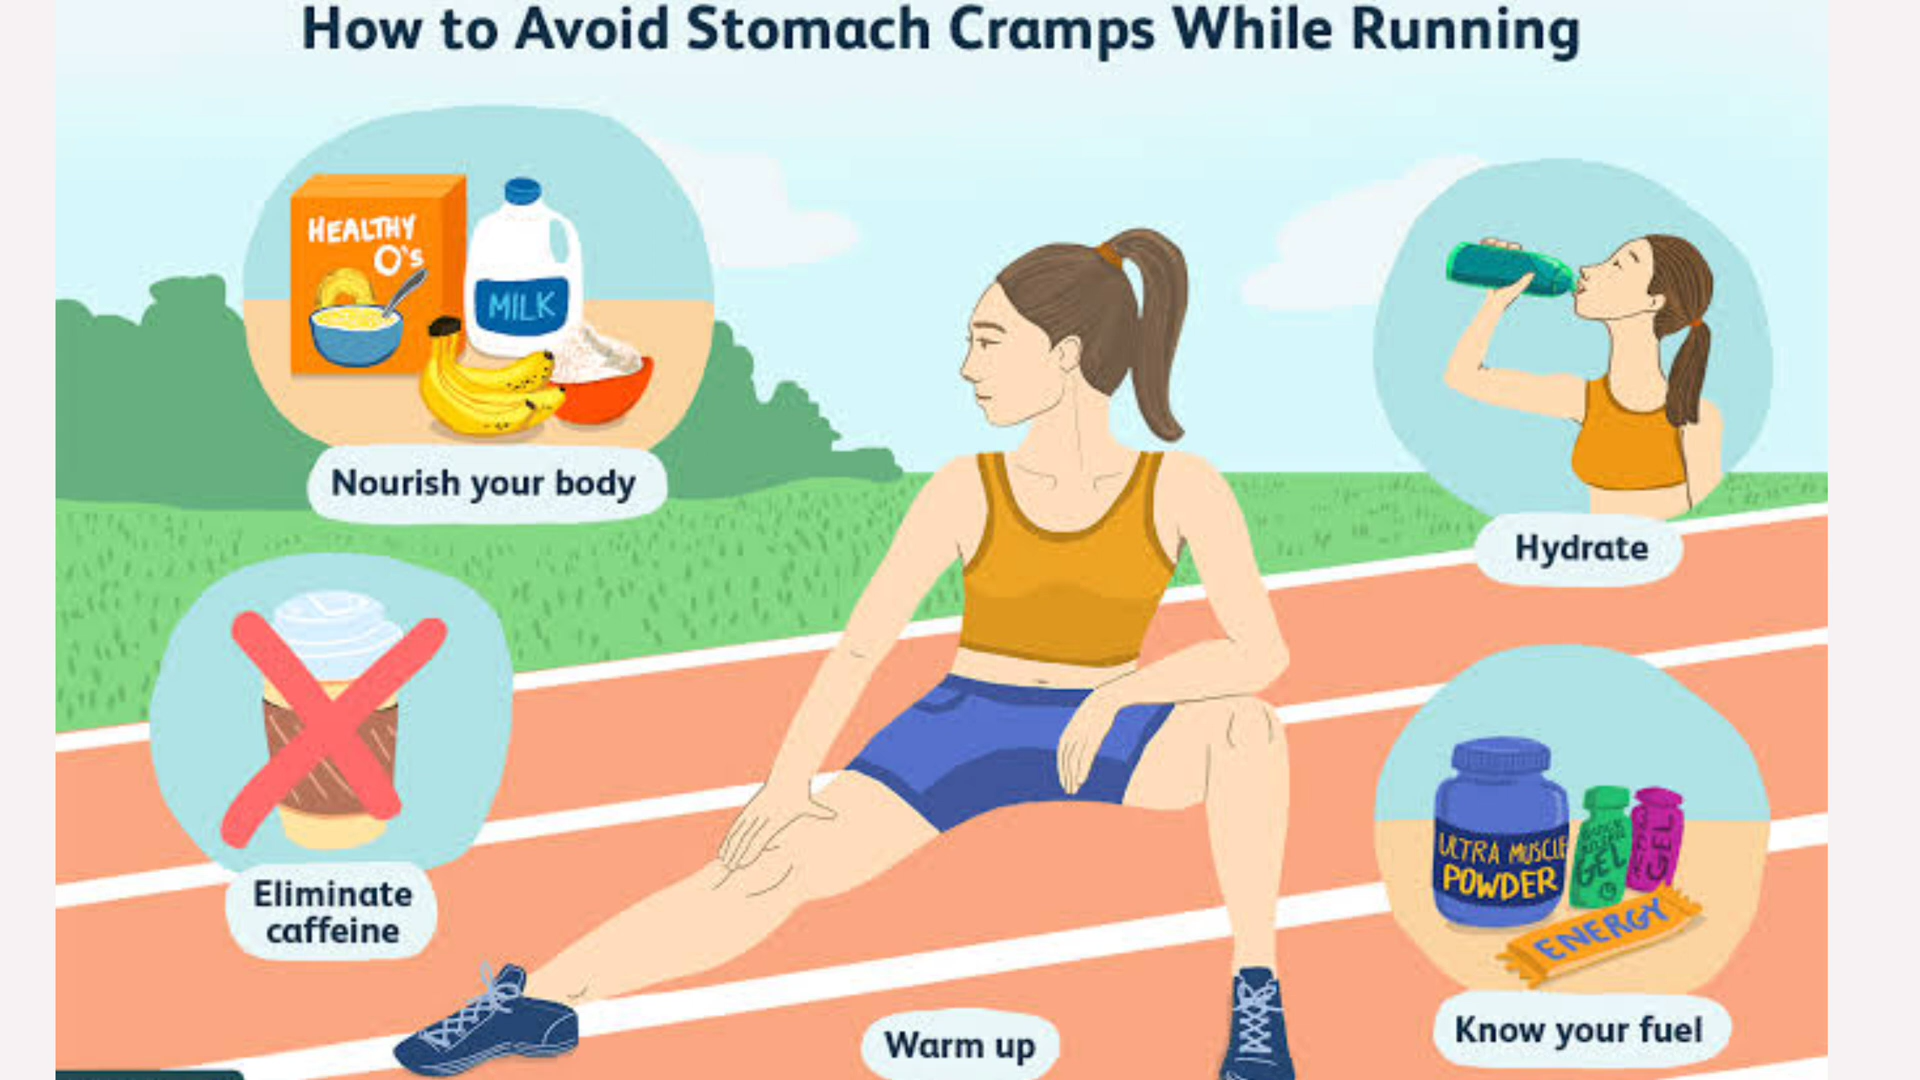 How to Avoid Stomach Cramps While Running
HEALTHY
O's
MILK
Nourish your body
Hydrate
Eliminate
caffeine
ULTRA MUSCLE
POWDER
GEL
GEL
ENERGY
Warm up
Know your fuel